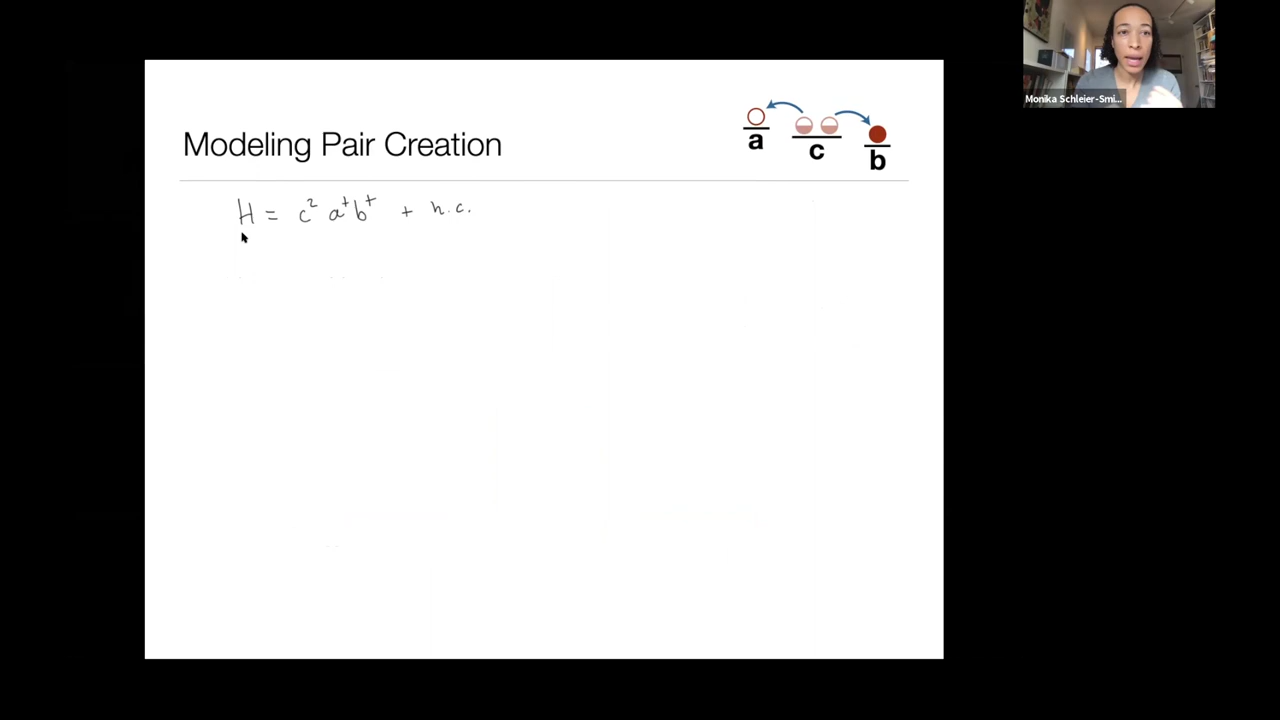 Monika Schleier-Smi...
Modeling Pair Creation
a c b
H = c² a†b† + h.c.